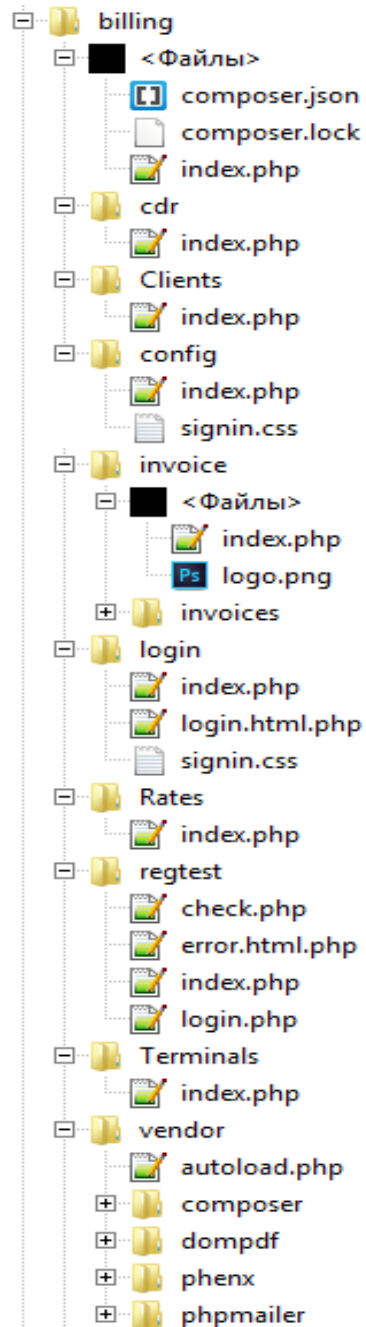 billing
<Файлы>
composer.json
composer.lock
index.php
cdr
index.php
Clients
index.php
config
index.php
signin.css
invoice
<Файлы>
index.php
Ps logo.png
invoices
login
index.php
login.html.php
signin.css
Rates
index.php
regtest
check.php
error.html.php
index.php
login.php
Terminals
index.php
vendor
autoload.php
composer
dompdf
phenx
phpmailer